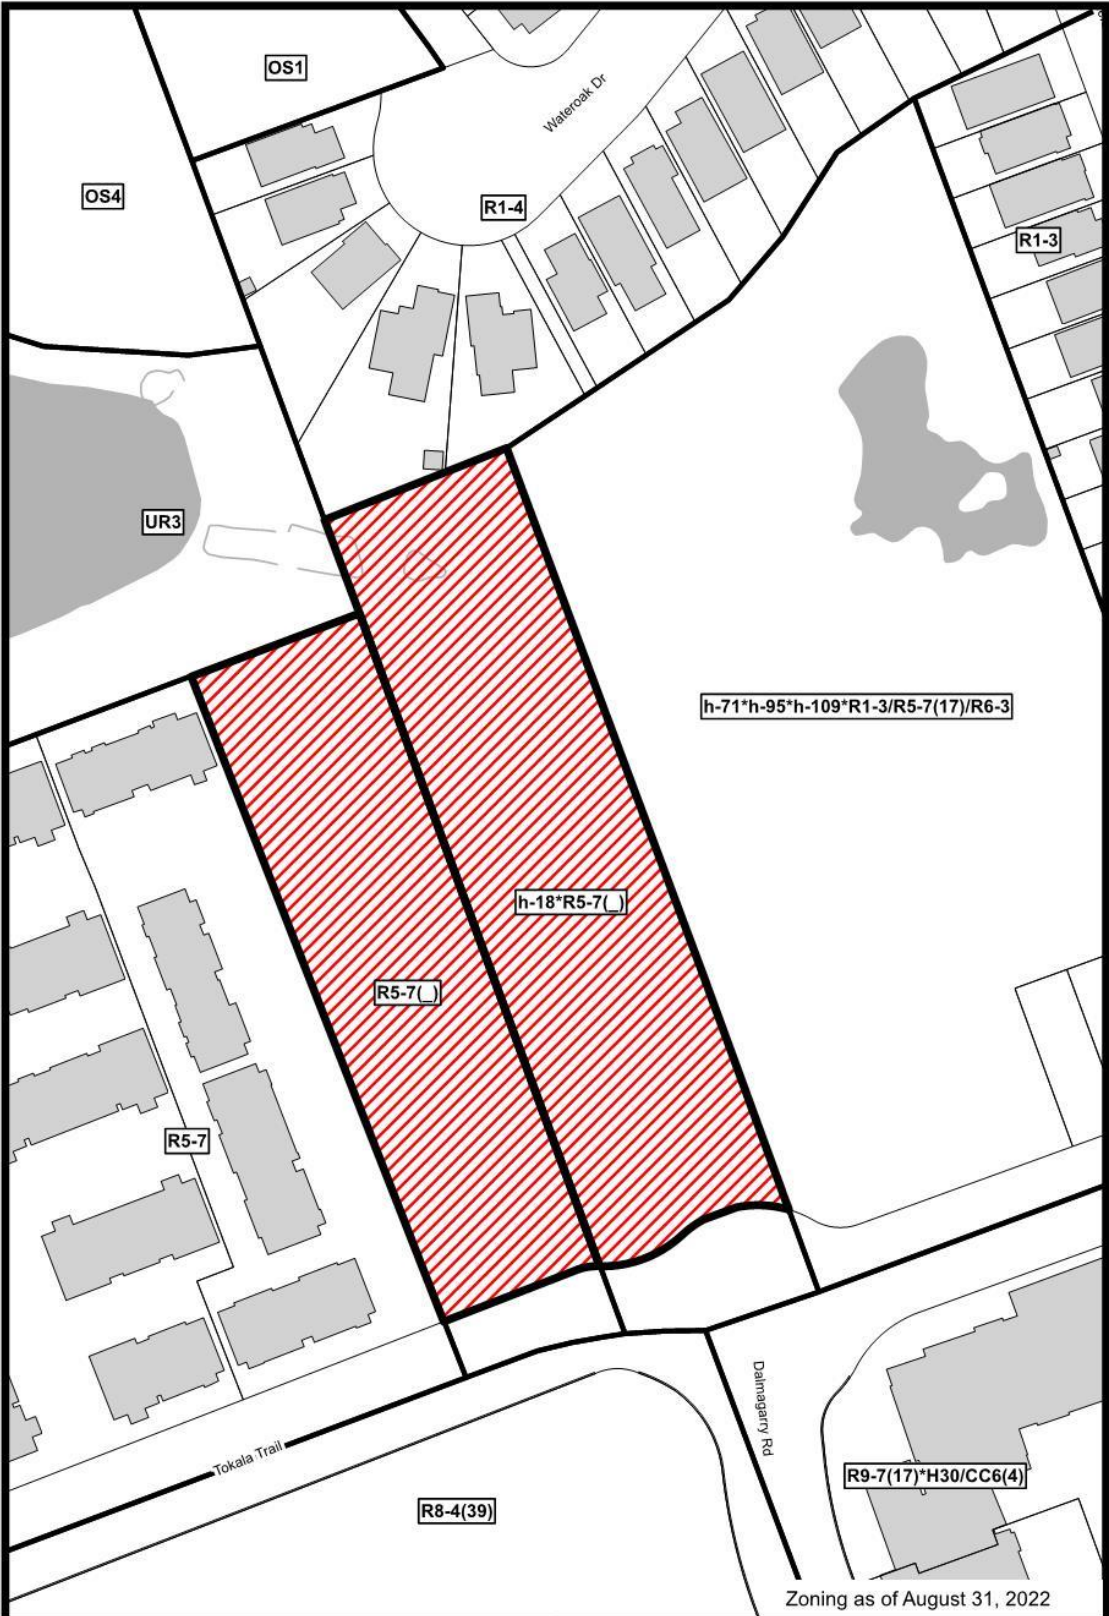 OS1
Wateroak Dr
OS4
R1-4
R1-3
UR3
h-71*h-95*h-109*R1-3/R5-7(17)/R6-3
h-18*R5-7(_)
R5-7(_)
R5-7
Dalmagarry Rd
Tokala Trail
R9-7(17)*H30/CC6(4)
R8-4(39)
Zoning as of August 31, 2022